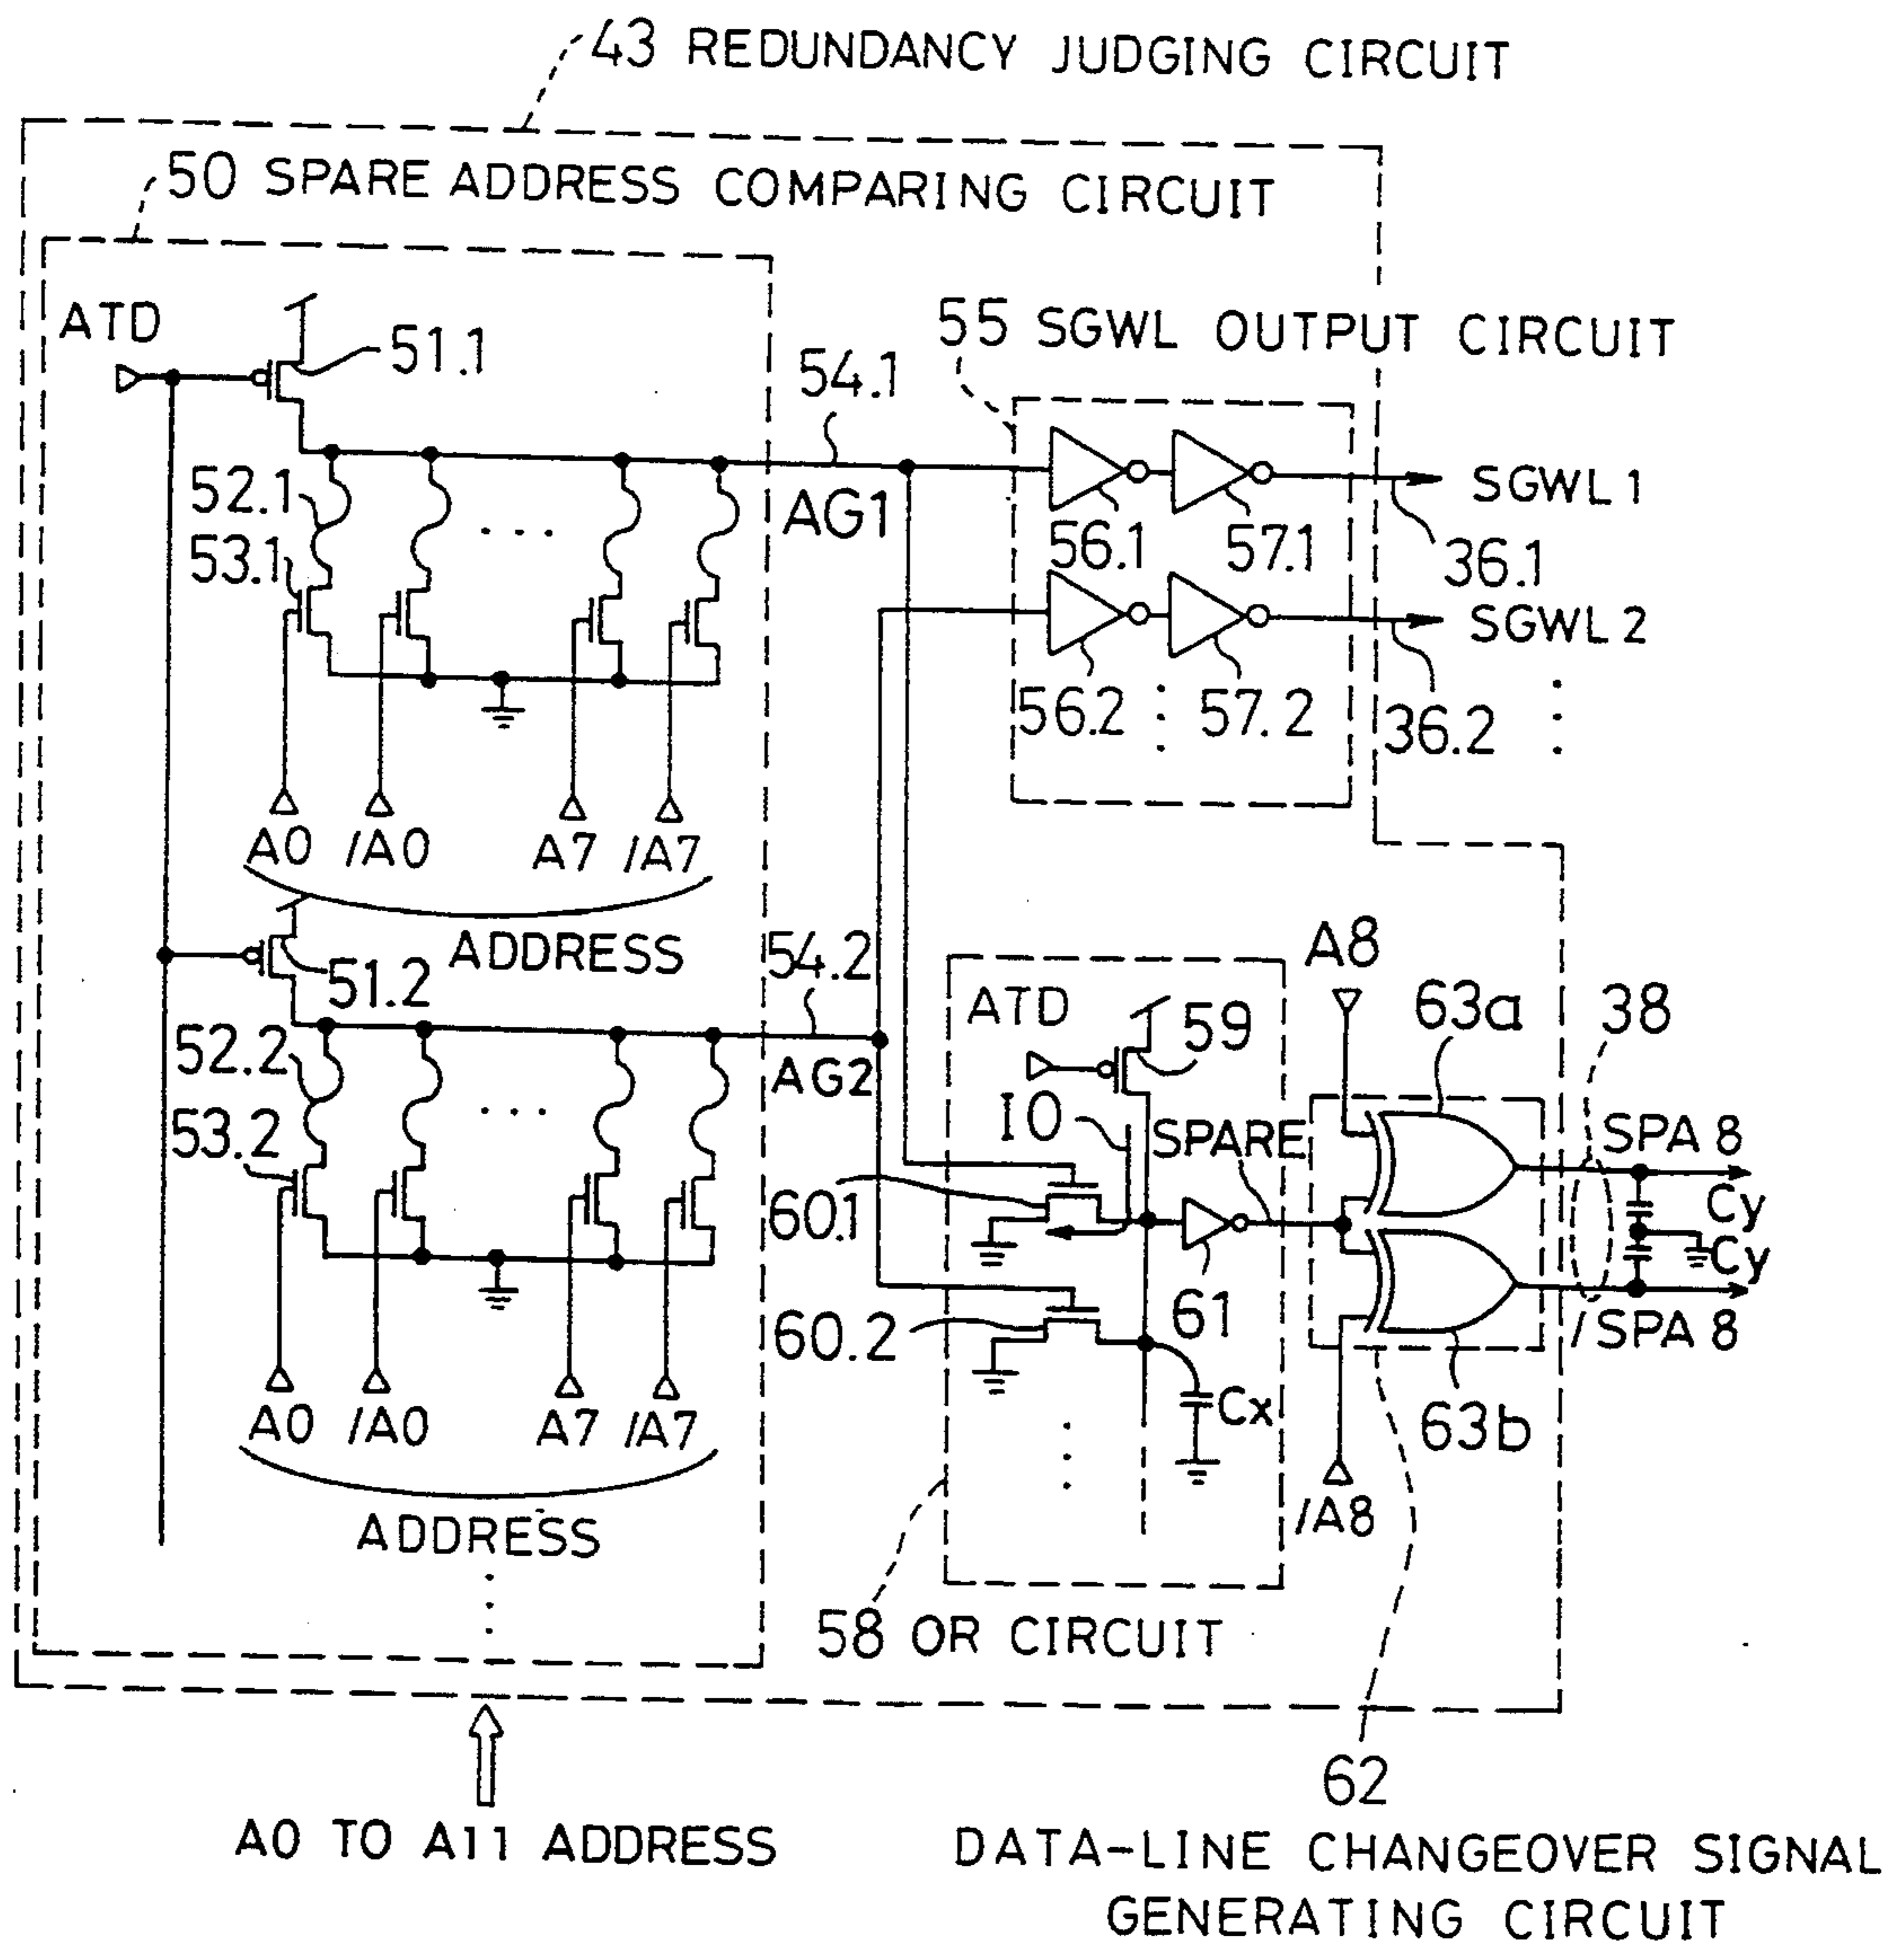 43 REDUNDANCY JUDGING CIRCUIT
50 SPARE ADDRESS COMPARING CIRCUIT
ATD
51.1
54.1
55 SGWL OUTPUT CIRCUIT
52.1
53.1
. . .
AG1
56.1
57.1
SGWL 1
36.1
SGWL 2
56.2
57.2
36.2
A0 /A0 A7 /A7
ADDRESS
51.2
54.2
52.2
53.2
. . .
AG2
ATD
59
A8
63a
38
I0
SPARE
SPA 8
60.1
Cy
Cy
61
60.2
/SPA 8
Cx
63b
A0 /A0 A7 /A7
ADDRESS
/A8
58 OR CIRCUIT
62
A0 TO A11 ADDRESS
DATA-LINE CHANGEOVER SIGNAL
GENERATING CIRCUIT